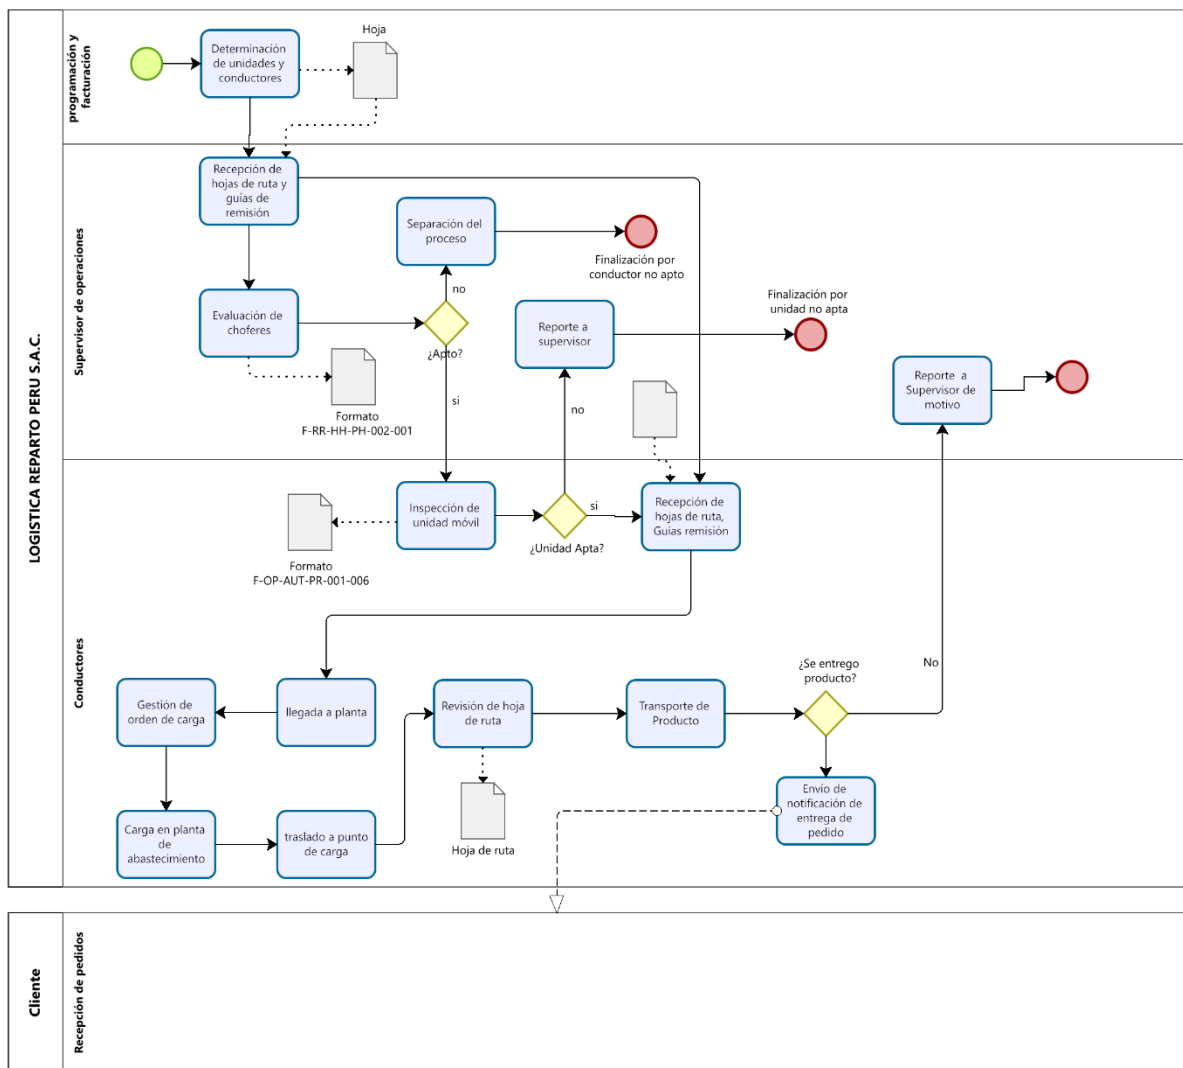 LOGISTICA REPARTO PERU S.A.C.
programación y
facturación
Determinación
de unidades y
conductores
Hoja
Supervisor de operaciones
Recepción de
hojas de ruta y
guías de
remisión
Separación del
proceso
Finalización por
conductor no apto
no
Evaluación de
choferes
¿Apto?
si
Formato
F-RR-HH-PH-002-001
Reporte a
supervisor
no
Finalización por
unidad no apta
Reporte a
Supervisor de
motivo
Conductores
Inspección de
unidad móvil
Formato
F-OP-AUT-PR-001-006
¿Unidad Apta?
si
Recepción de
hojas de ruta,
Guías remisión
Gestión de
orden de carga
llegada a planta
Revisión de hoja
de ruta
Transporte de
Producto
¿Se entrego
producto?
No
Carga en planta
de
abastecimiento
traslado a punto
de carga
Hoja de ruta
Envío de
notificación de
entrega de
pedido
Cliente
Recepción de pedidos